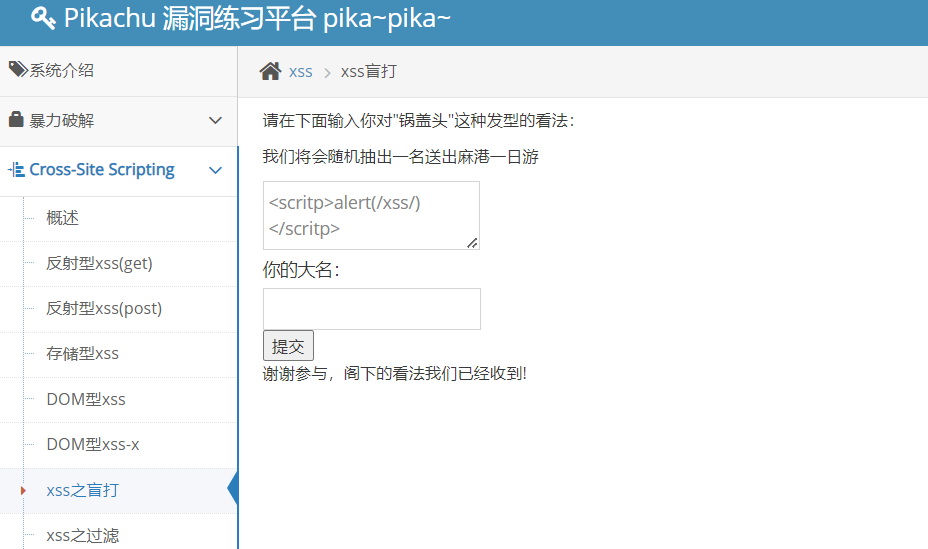 Pikachu 漏洞练习平台 pika~pika~
系统介绍
暴力破解
Cross-Site Scripting
概述
反射型xss(get)
反射型xss(post)
存储型xss
DOM型xss
DOM型xss-x
xss之盲打
xss之过滤
xss xss盲打
请在下面输入你对"锅盖头"这种发型的看法:
我们将会随机抽出一名送出麻港一日游
<scritp>alert(/xss/)
</scritp>
你的大名:
提交
谢谢参与，阁下的看法我们已经收到!